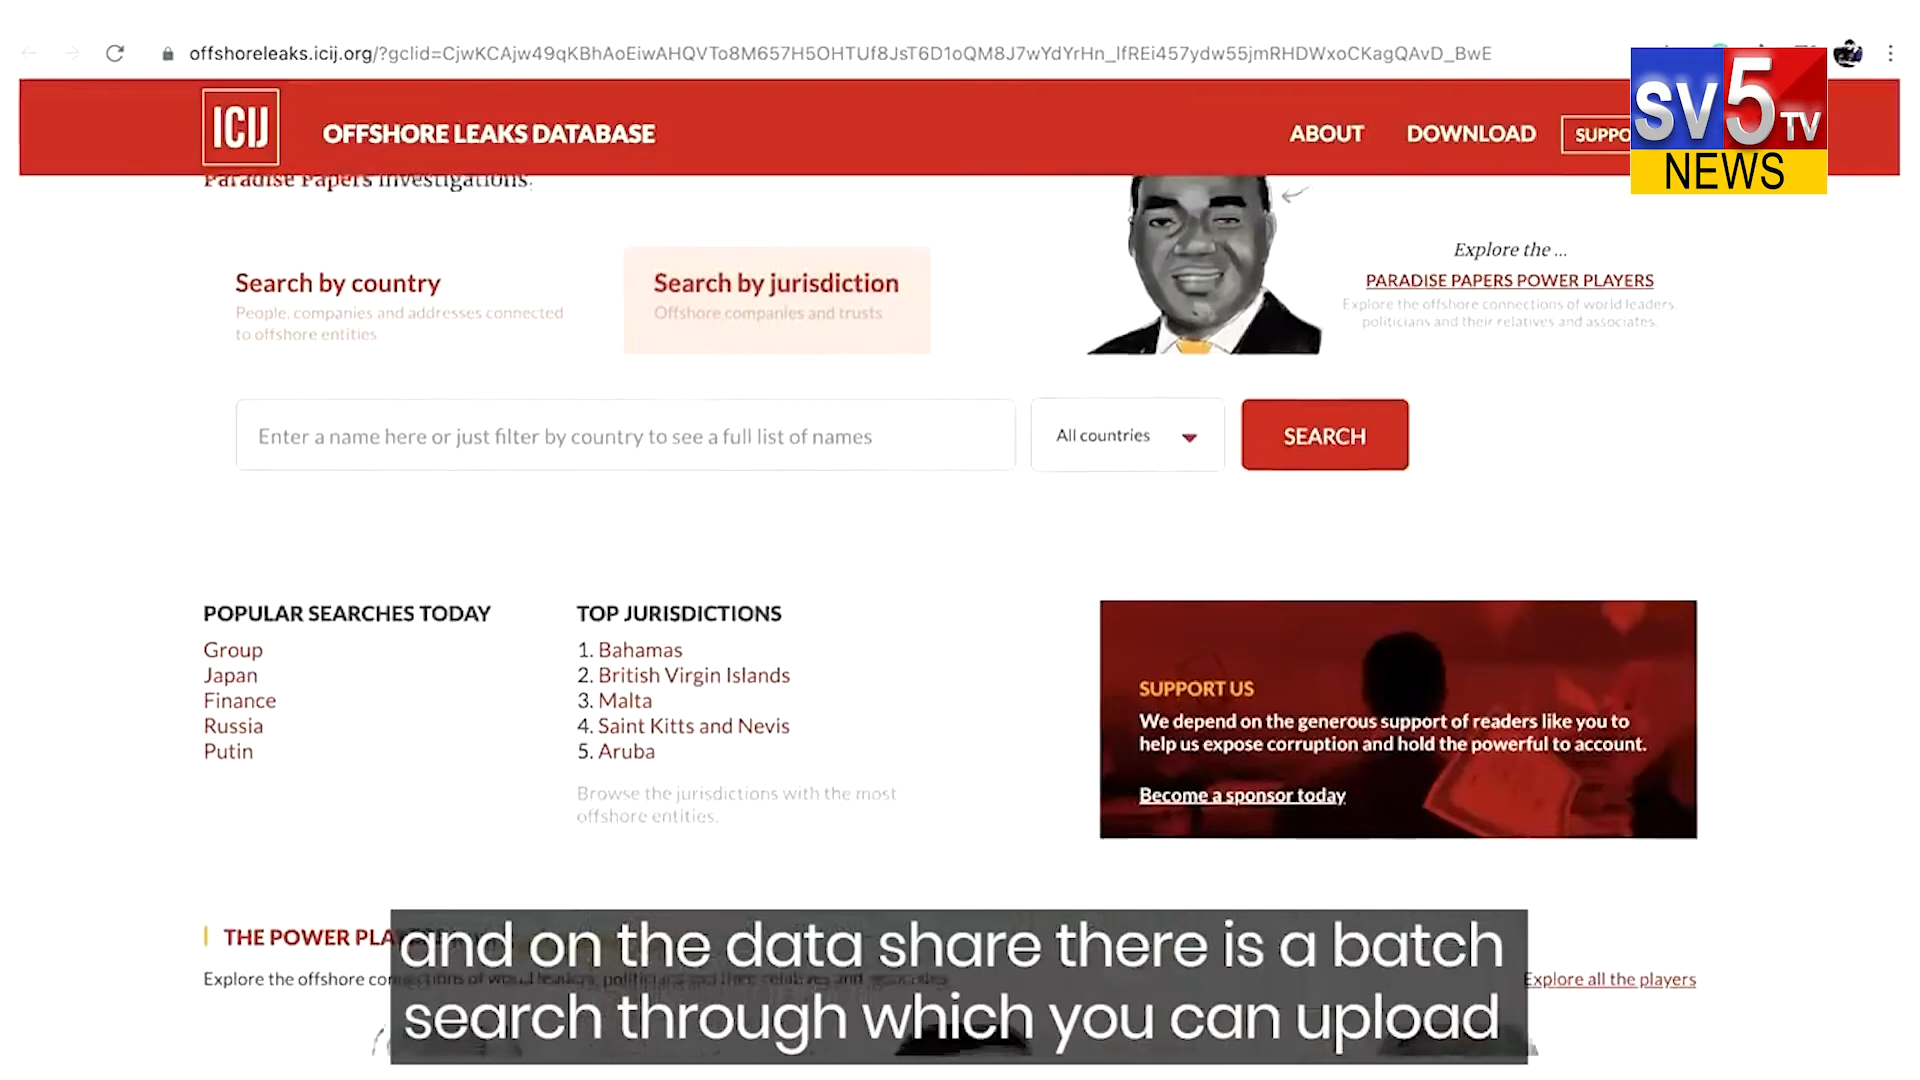 offshoreleaks.icij.org/?gclid=CjwKCAjw49qKBhAoEiwAHQVTo8M657H5OHTUf8JsT6D1oQM8J7wYdYrHn_lfREi457ydw55jmRHDWxoCKagQAvD_BwE
ICIJ
OFFSHORE LEAKS DATABASE
ABOUT
DOWNLOAD
SUPPO
SV5TV
NEWS
Paradise Papers investigations.
Explore the ...
PARADISE PAPERS POWER PLAYERS
Explore the offshore connections of world leaders,
politicians and their relatives and associates.
Search by country
People, companies and addresses connected
to offshore entities
Search by jurisdiction
Offshore companies and trusts
Enter a name here or just filter by country to see a full list of names
All countries
SEARCH
POPULAR SEARCHES TODAY
Group
Japan
Finance
Russia
Putin
TOP JURISDICTIONS
1. Bahamas
2. British Virgin Islands
3. Malta
4. Saint Kitts and Nevis
5. Aruba
Browse the jurisdictions with the most
offshore entities.
SUPPORT US
We depend on the generous support of readers like you to
help us expose corruption and hold the powerful to account.
Become a sponsor today
THE POWER PLA
Explore the offshore connections of world leaders, politicians and their relatives and associates
Explore all the players
and on the data share there is a batch
search through which you can upload